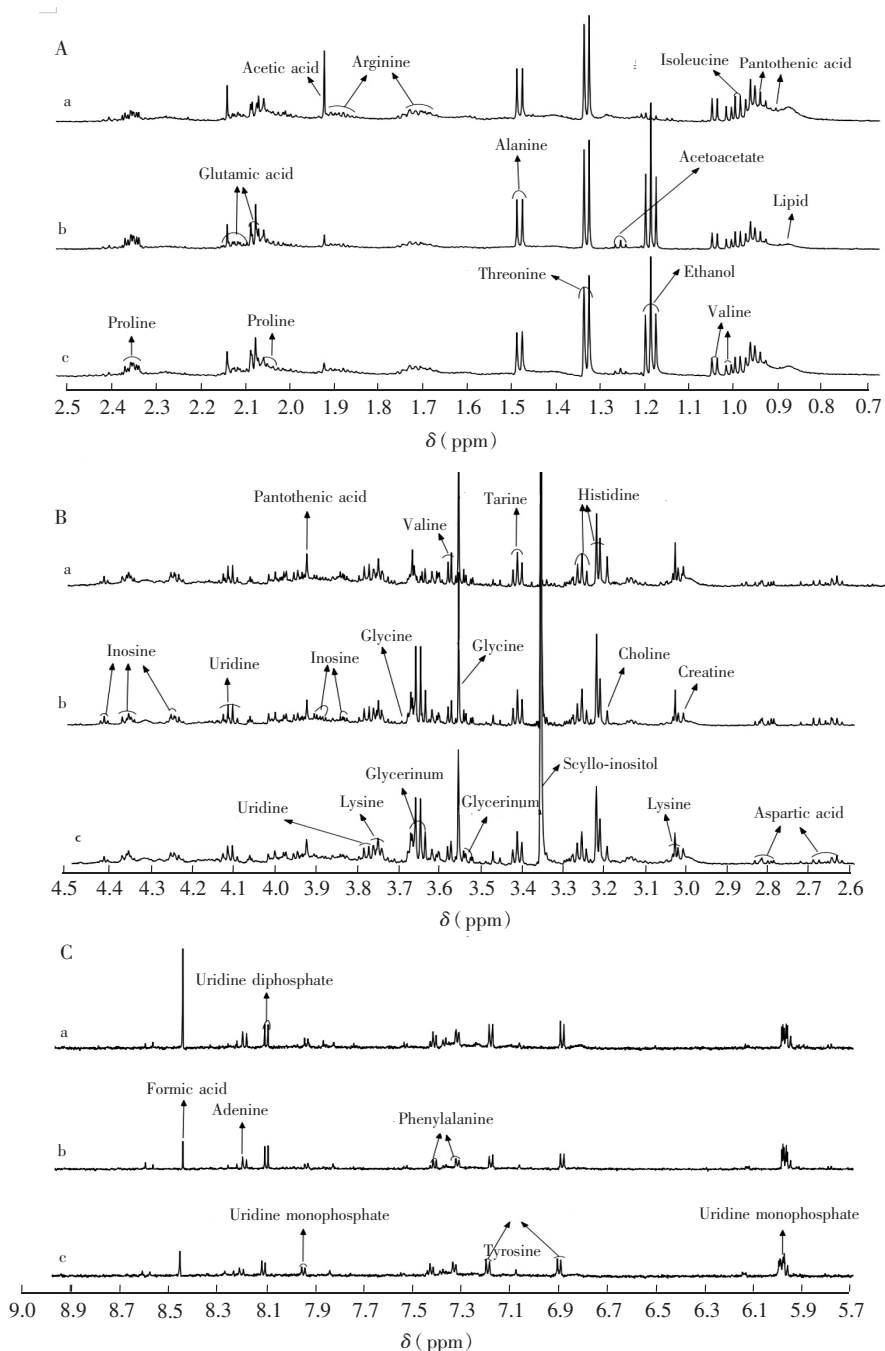 A
Acetic acid
Arginine
Isoleucine
Pantothenic acid
a
Alanine
Acetoacetate
Glutamic acid
Lipid
b
Threonine
Ethanol
Proline
Proline
Valine
c
2.5 2.3 2.1 2.0 1.9 1.7 1.6 1.5 1.3 1.2 1.1 1.0 0.9 0.8 0.7
δ (ppm)
B
Pantothenic acid
Valine
Tarine
Histidine
a
Inosine
Uridine
Inosine
Glycine
Glycine
Choline
Creatine
b
Scyllo-inositol
Glycerinum
Uridine
Lysine
Glycerinum
Lysine
Aspartic acid
c
4.5 4.4 4.3 4.2 4.1 4.0 3.9 3.8 3.7 3.6 3.5 3.4 3.3 3.2 3.1 3.0 2.9 2.8 2.7 2.6
δ (ppm)
C
Uridine diphosphate
a
Formic acid
Adenine
Phenylalanine
b
Uridine monophosphate
Tyrosine
Uridine monophosphate
c
9.0 8.9 8.7 8.5 8.3 8.1 7.9 7.7 7.5 7.3 7.1 6.9 6.7 6.5 6.3 6.1 5.9 5.7
δ (ppm)